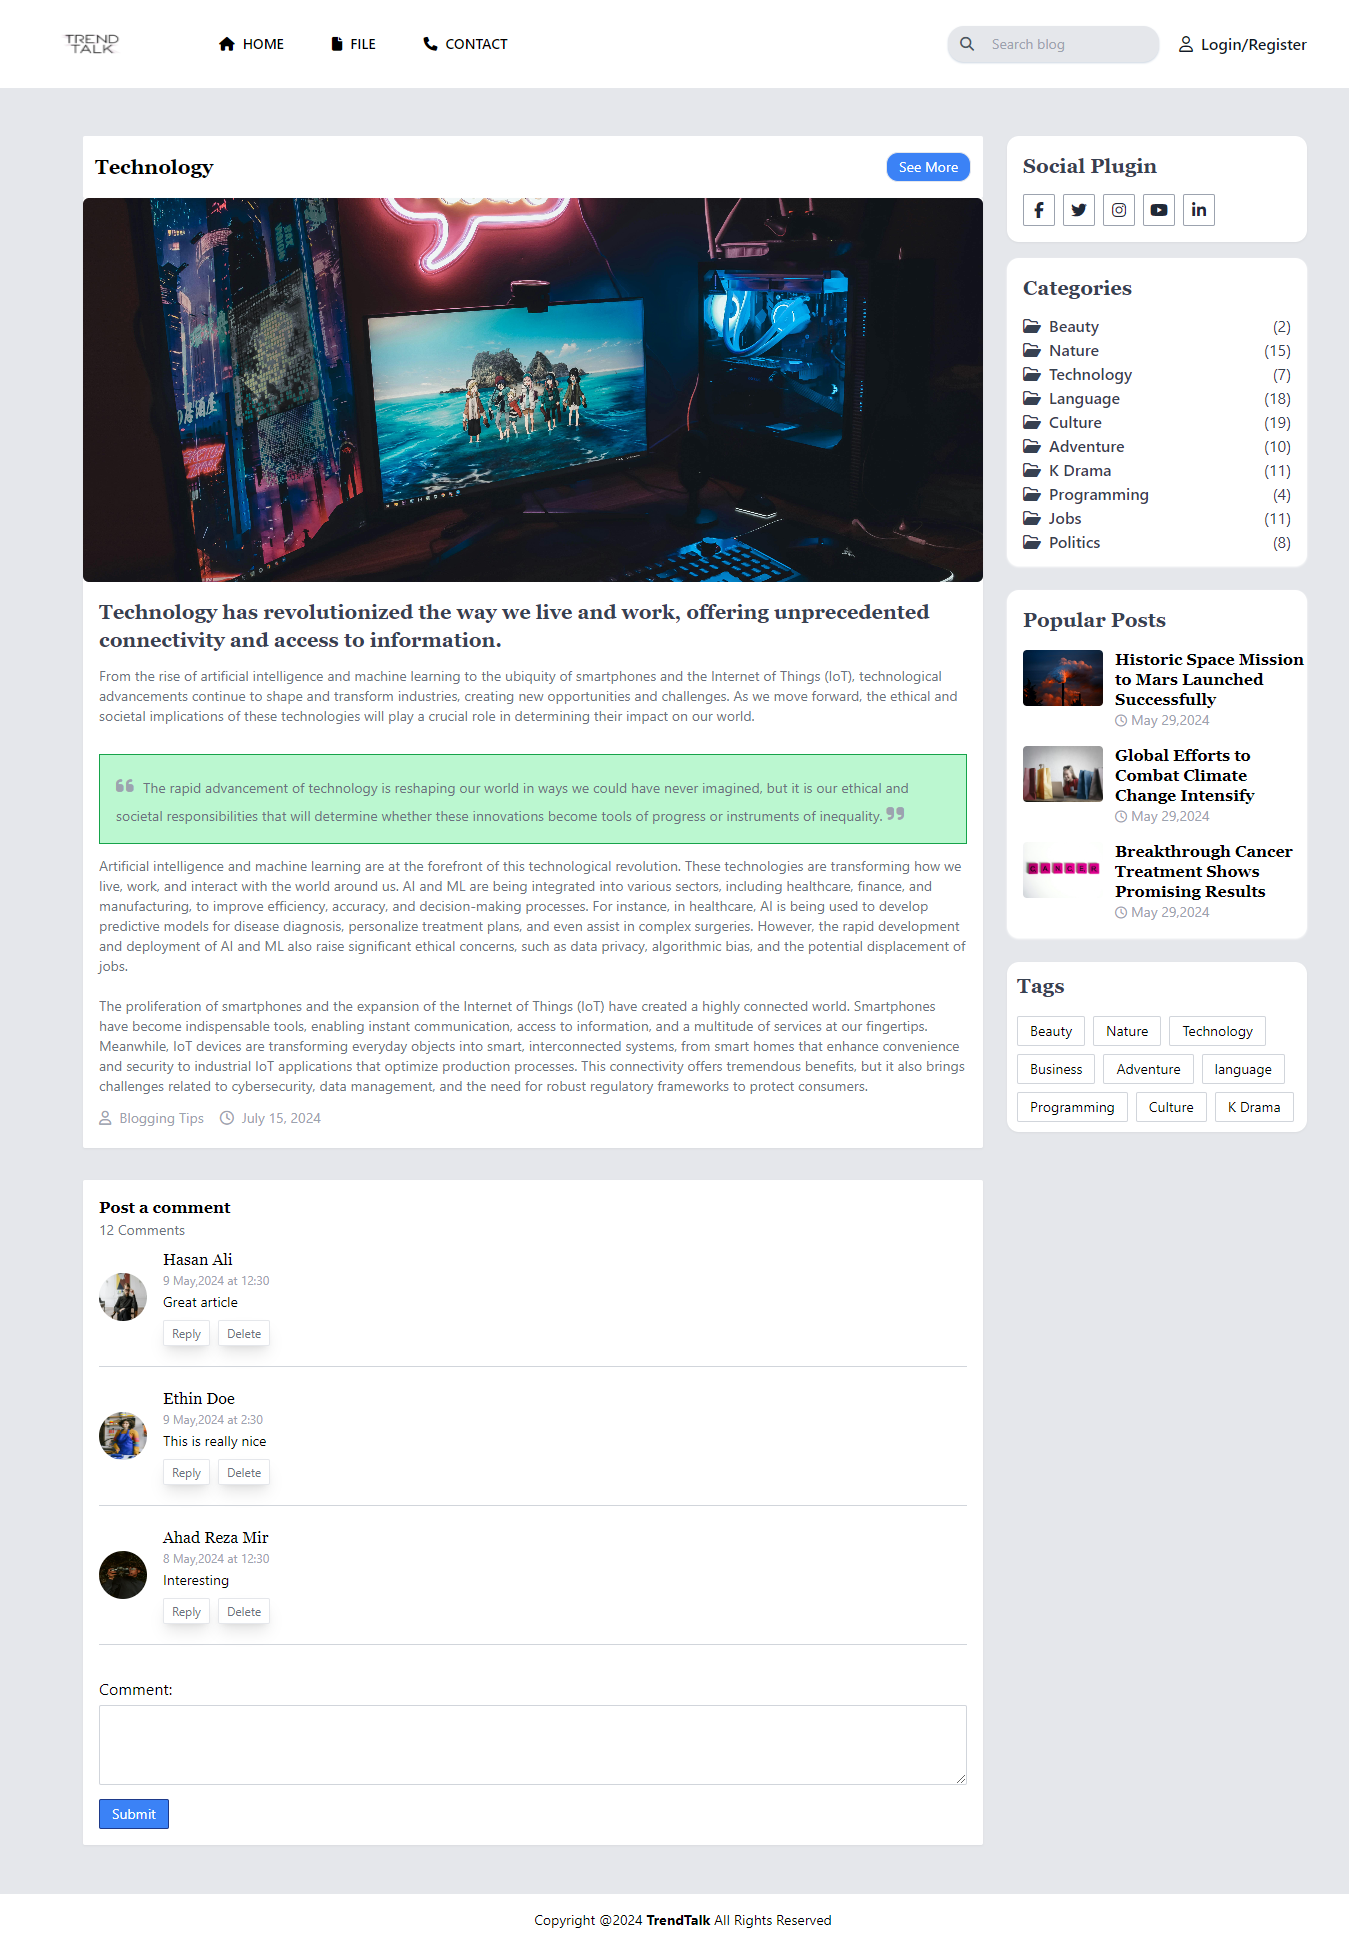 TREND
TALK
HOME
FILE
CONTACT
Search blog
Login/Register
Technology
See More
Technology has revolutionized the way we live and work, offering unprecedented
connectivity and access to information.
From the rise of artificial intelligence and machine learning to the ubiquity of smartphones and the Internet of Things (IoT), technological
advancements continue to shape and transform industries, creating new opportunities and challenges. As we move forward, the ethical and
societal implications of these technologies will play a crucial role in determining their impact on our world.
The rapid advancement of technology is reshaping our world in ways we could have never imagined, but it is our ethical and
societal responsibilities that will determine whether these innovations become tools of progress or instruments of inequality.
Artificial intelligence and machine learning are at the forefront of this technological revolution. These technologies are transforming how we
live, work, and interact with the world around us. AI and ML are being integrated into various sectors, including healthcare, finance, and
manufacturing, to improve efficiency, accuracy, and decision-making processes. For instance, in healthcare, AI is being used to develop
predictive models for disease diagnosis, personalize treatment plans, and even assist in complex surgeries. However, the rapid development
and deployment of AI and ML also raise significant ethical concerns, such as data privacy, algorithmic bias, and the potential displacement of
jobs.
The proliferation of smartphones and the expansion of the Internet of Things (IoT) have created a highly connected world. Smartphones
have become indispensable tools, enabling instant communication, access to information, and a multitude of services at our fingertips.
Meanwhile, IoT devices are transforming everyday objects into smart, interconnected systems, from smart homes that enhance convenience
and security to industrial IoT applications that optimize production processes. This connectivity offers tremendous benefits, but it also brings
challenges related to cybersecurity, data management, and the need for robust regulatory frameworks to protect consumers.
Blogging Tips July 15, 2024
Post a comment
12 Comments
Hasan Ali
9 May,2024 at 12:30
Great article
Reply Delete
Ethin Doe
9 May,2024 at 2:30
This is really nice
Reply Delete
Ahad Reza Mir
8 May,2024 at 12:30
Interesting
Reply Delete
Comment:
Submit
Social Plugin
Categories
Beauty (2)
Nature (15)
Technology (7)
Language (18)
Culture (19)
Adventure (10)
K Drama (11)
Programming (4)
Jobs (11)
Politics (8)
Popular Posts
Historic Space Mission
to Mars Launched
Successfully
May 29,2024
Global Efforts to
Combat Climate
Change Intensify
May 29,2024
CANCER
Breakthrough Cancer
Treatment Shows
Promising Results
May 29,2024
Tags
Beauty Nature Technology
Business Adventure language
Programming Culture K Drama
Copyright @2024 TrendTalk All Rights Reserved